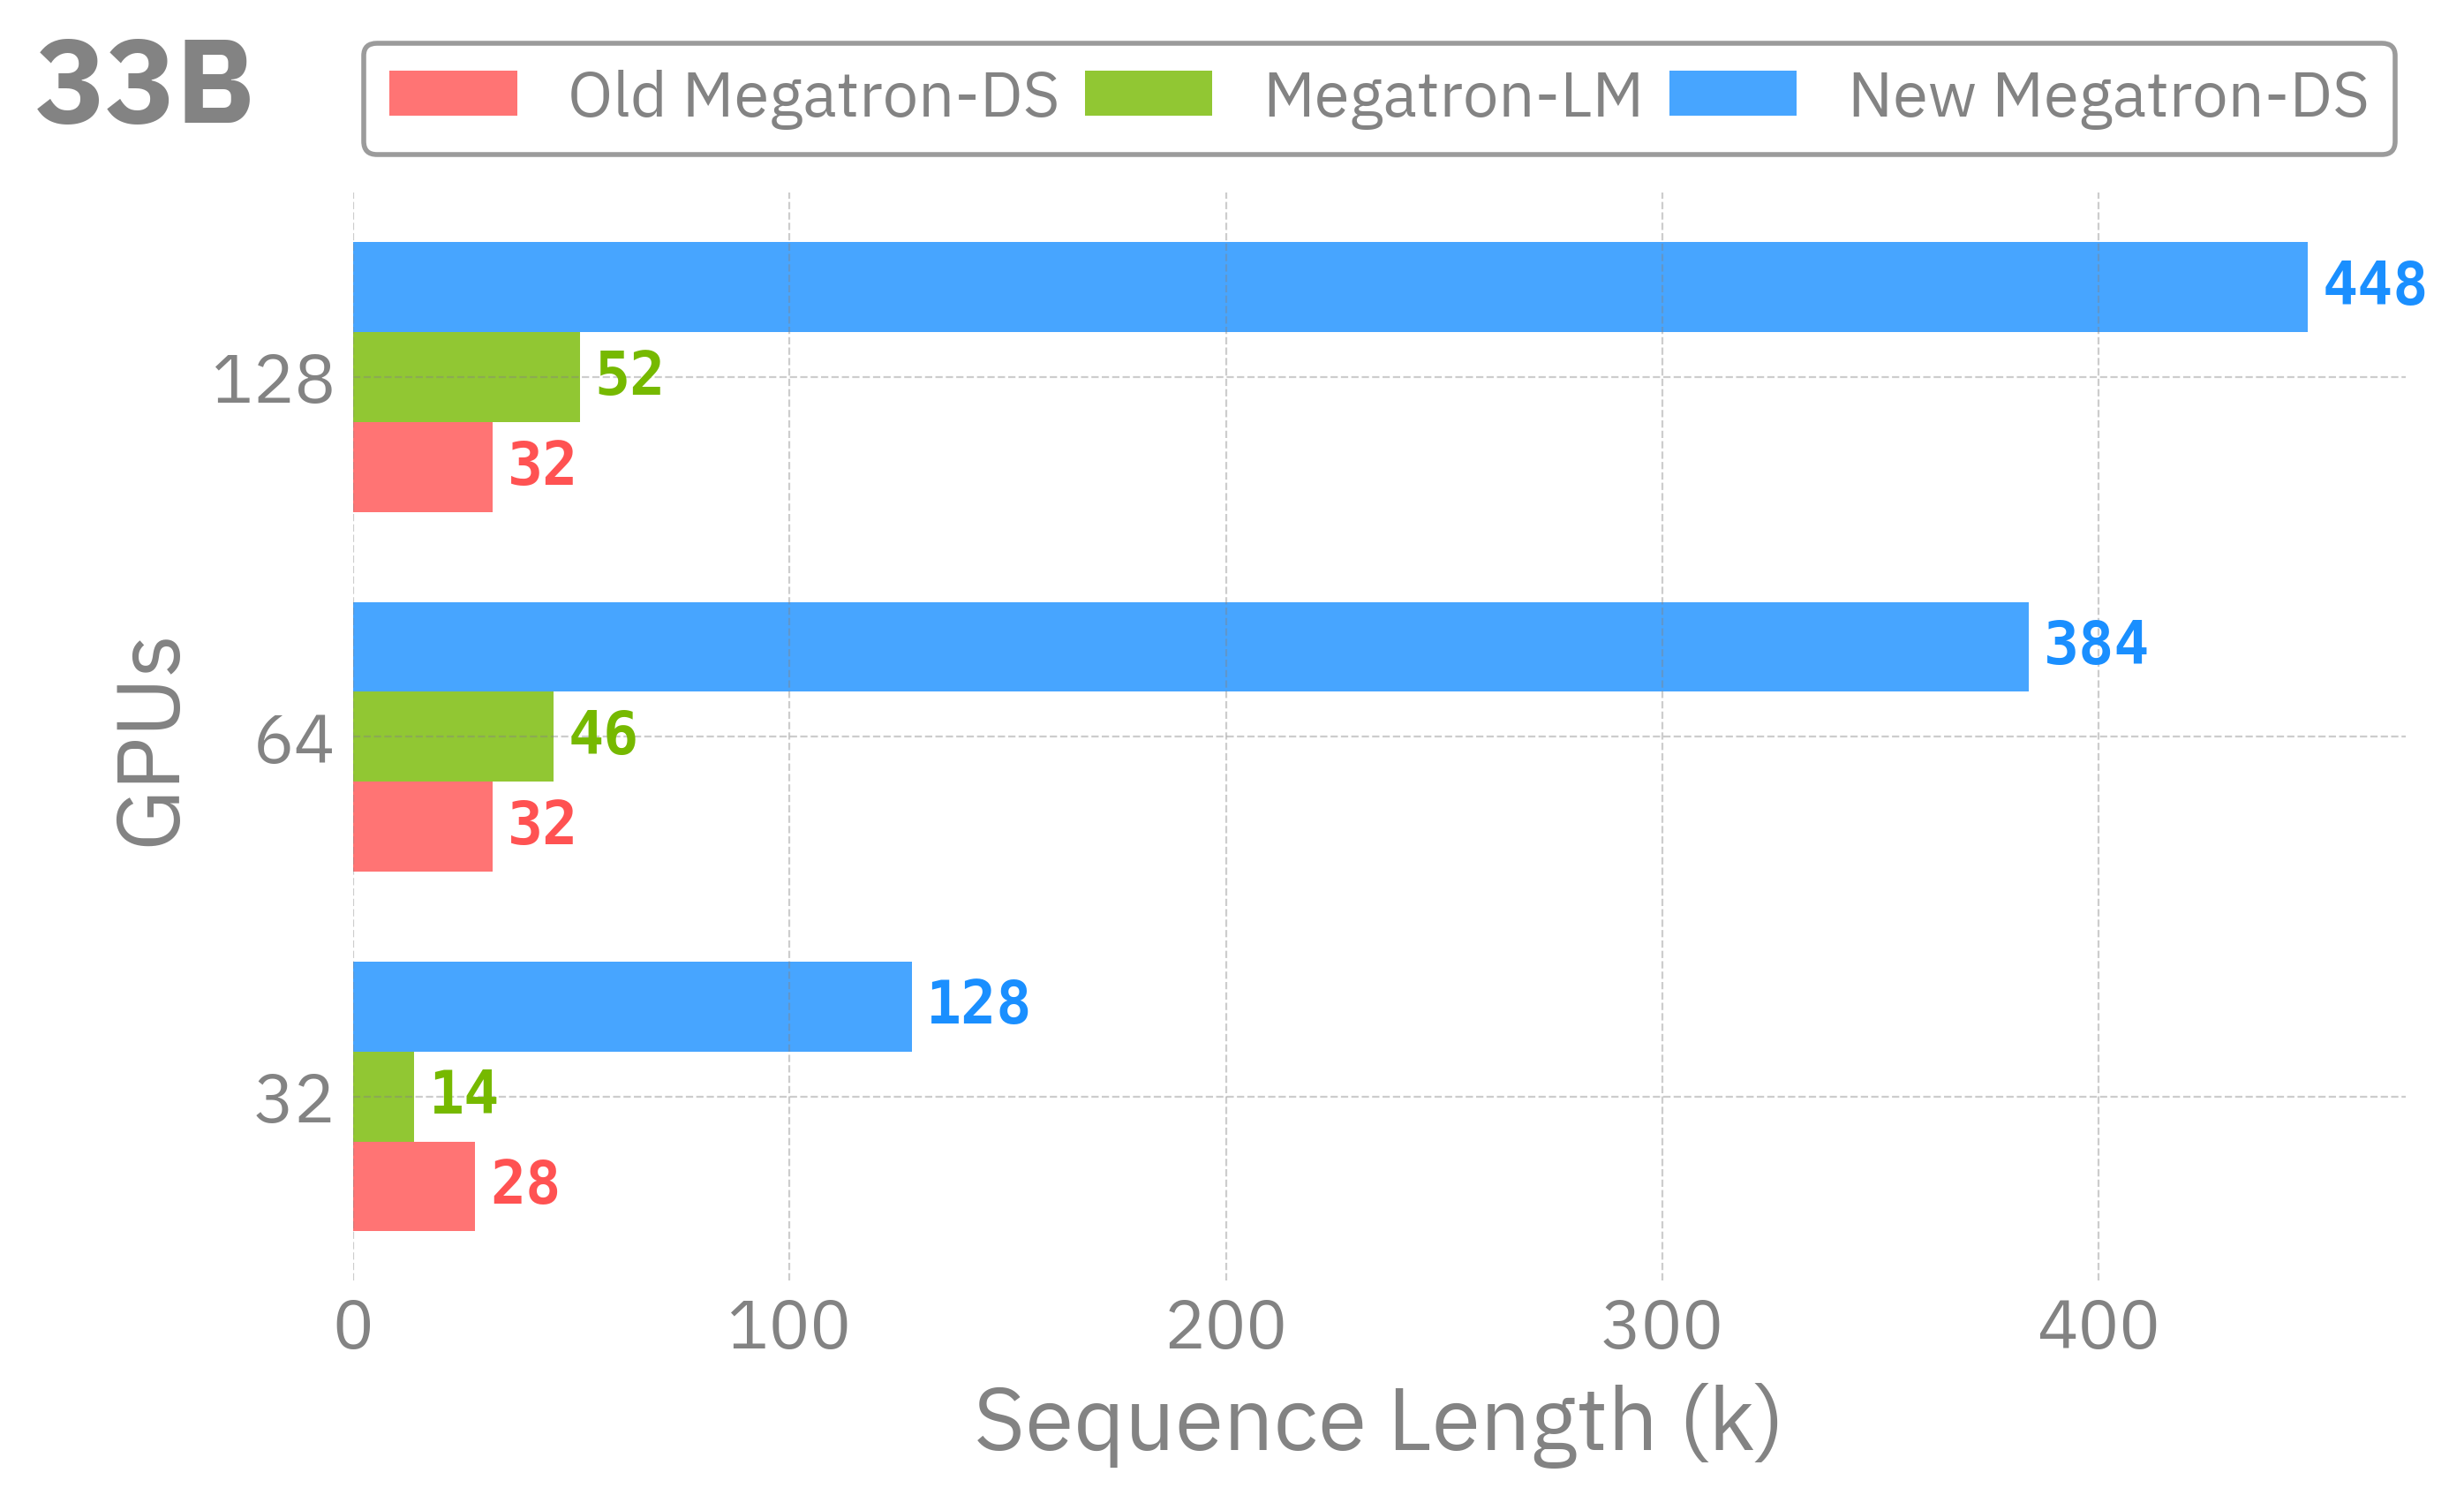 33B
Old Megatron-DS Megatron-LM New Megatron-DS
448
128 52
32
384
64 46
32
GPUs
128
32 14
28
0 100 200 300 400
Sequence Length (k)